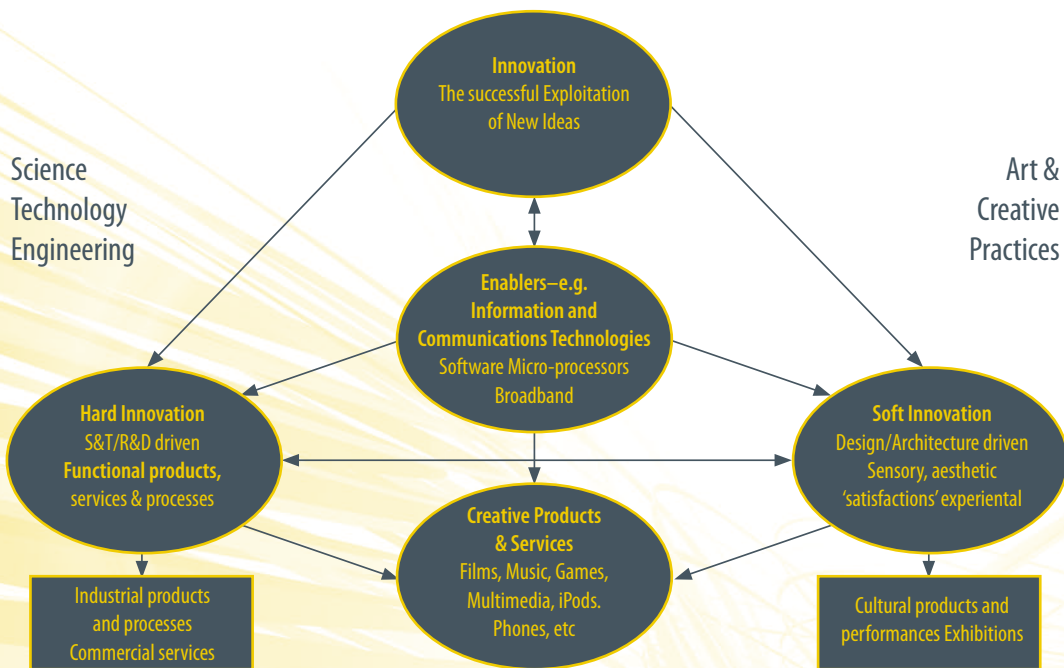 Innovation
The successful Exploitation
of New Ideas
Science
Technology
Engineering
Art &
Creative
Practices
Enablers–e.g.
Information and
Communications Technologies
Software Micro-processors
Broadband
Hard Innovation
S&T/R&D driven
Functional products,
services & processes
Soft Innovation
Design/Architecture driven
Sensory, aesthetic
‘satisfactions’ experiental
Creative Products
& Services
Films, Music, Games,
Multimedia, iPods.
Phones, etc
Industrial products
and processes
Commercial services
Cultural products and
performances Exhibitions